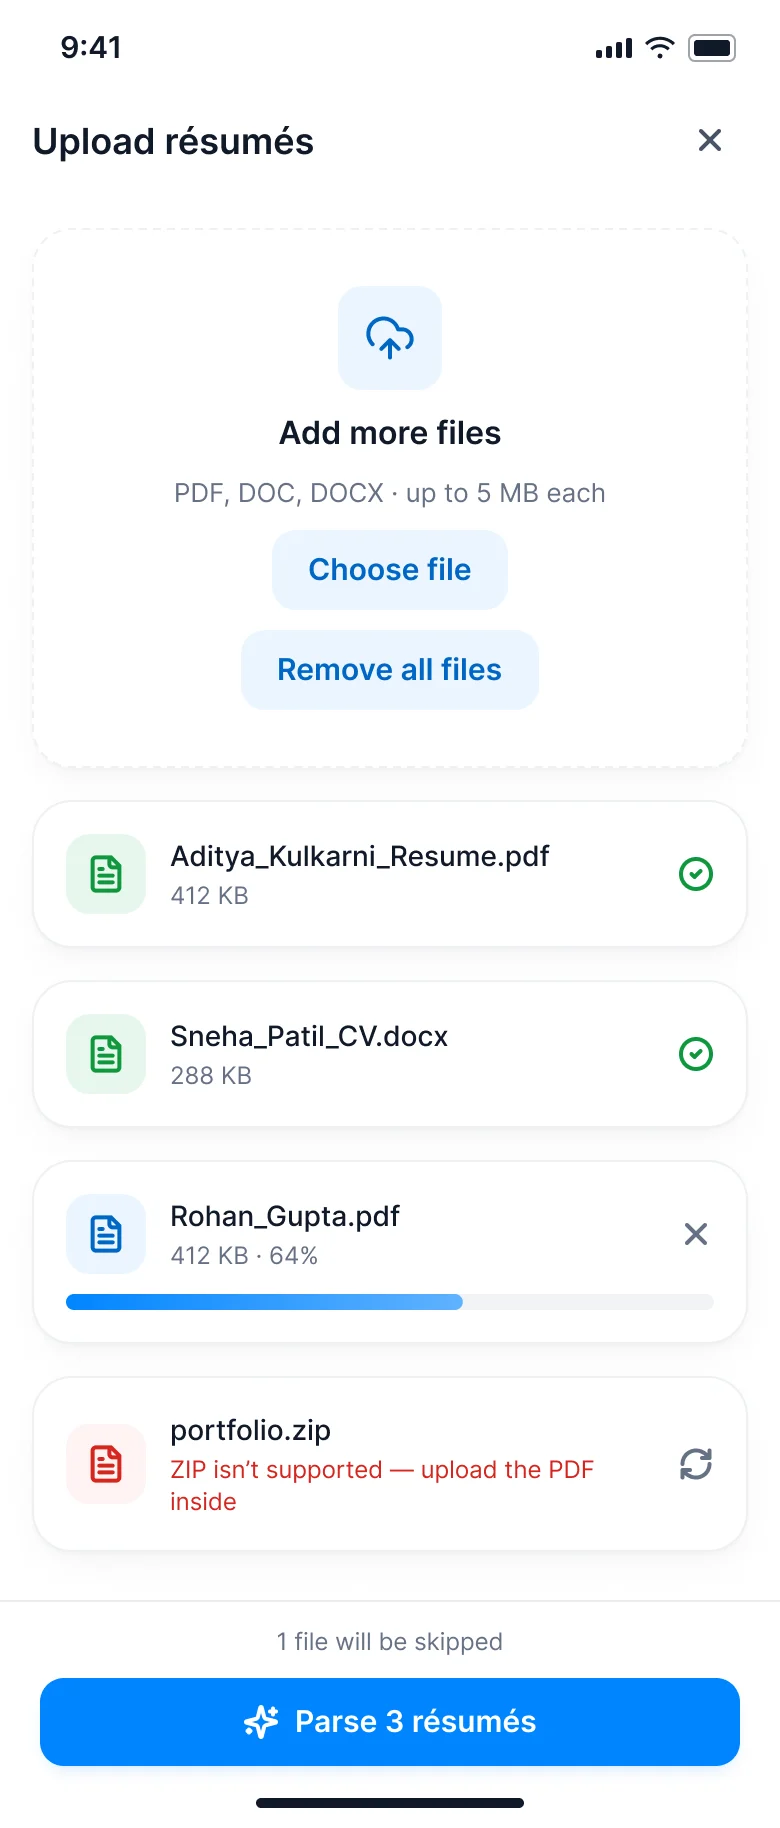 9:41
Upload résumés
Add more files
PDF, DOC, DOCX · up to 5 MB each
Choose file
Remove all files
Aditya_Kulkarni_Resume.pdf
412 KB
Sneha_Patil_CV.docx
288 KB
Rohan_Gupta.pdf
412 KB · 64%
portfolio.zip
ZIP isn’t supported — upload the PDF
inside
1 file will be skipped
Parse 3 résumés